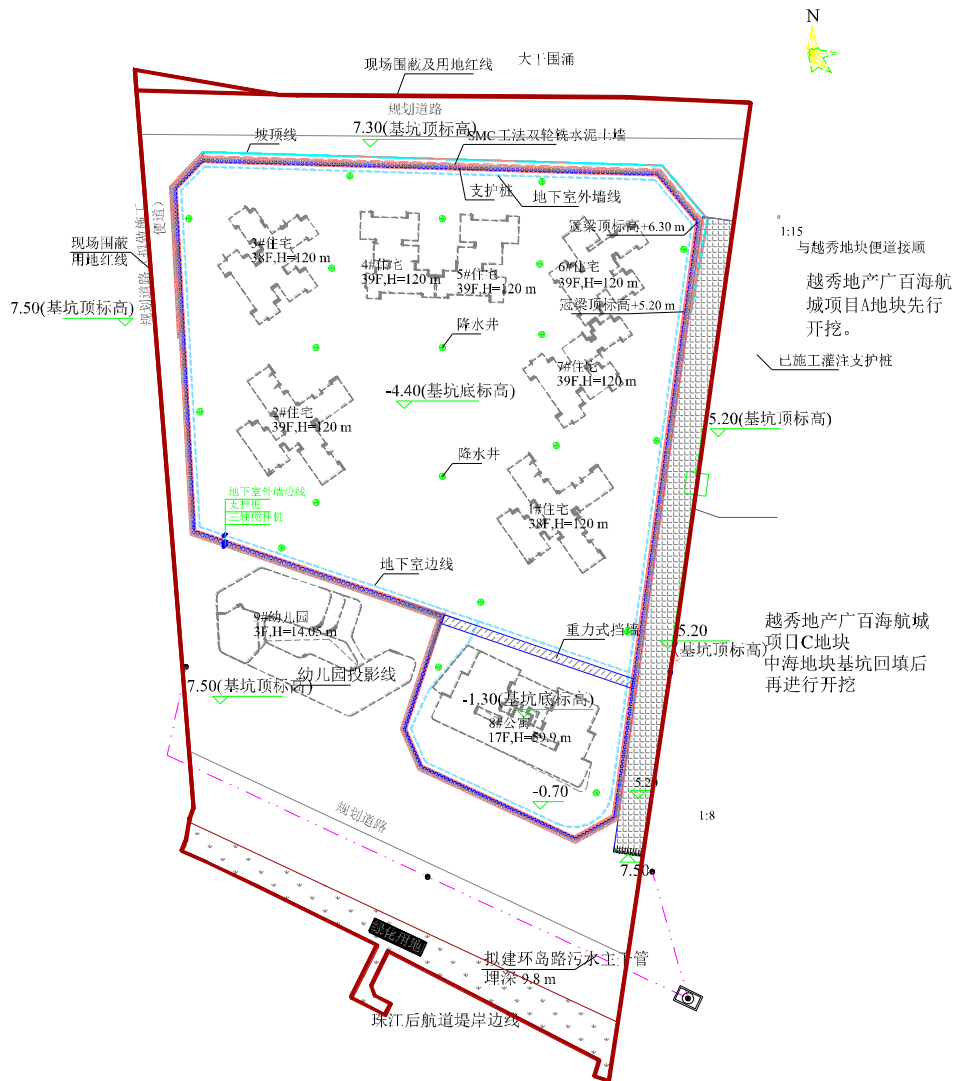 N
大干围涌
现场围蔽及用地红线
规划道路
7.30(基坑顶标高)
SMC工法双轮铣水泥土墙
坡顶线
支护桩
地下室外墙线
冠梁顶标高+6.30 m
1:15
与越秀地块便道接顺
现场围蔽
用地红线
规划道路（拟做施工便道）
3#住宅
38F,H=120 m
4#住宅
39F,H=120 m
5#住宅
39F,H=120 m
6#住宅
39F,H=120 m
越秀地产广百海航
城项目A地块先行
开挖。
7.50(基坑顶标高)
冠梁顶标高+5.20 m
降水井
已施工灌注支护桩
7#住宅
39F,H=120 m
-4.40(基坑底标高)
2#住宅
39F,H=120 m
5.20(基坑顶标高)
降水井
地下室外墙边线
支护桩
三轴搅拌桩
1#住宅
38F,H=120 m
地下室边线
9#幼儿园
3F,H=14.05 m
重力式挡墙
5.20
(基坑顶标高)
越秀地产广百海航城
项目C地块
中海地块基坑回填后
再进行开挖
幼儿园投影线
7.50(基坑顶标高)
-1.30(基坑底标高)
8#公寓
17F,H=59.9 m
5.20
-0.70
1:8
规划道路
7.50
绿化用地
拟建环岛路污水主干管
埋深 9.8 m
珠江后航道堤岸边线